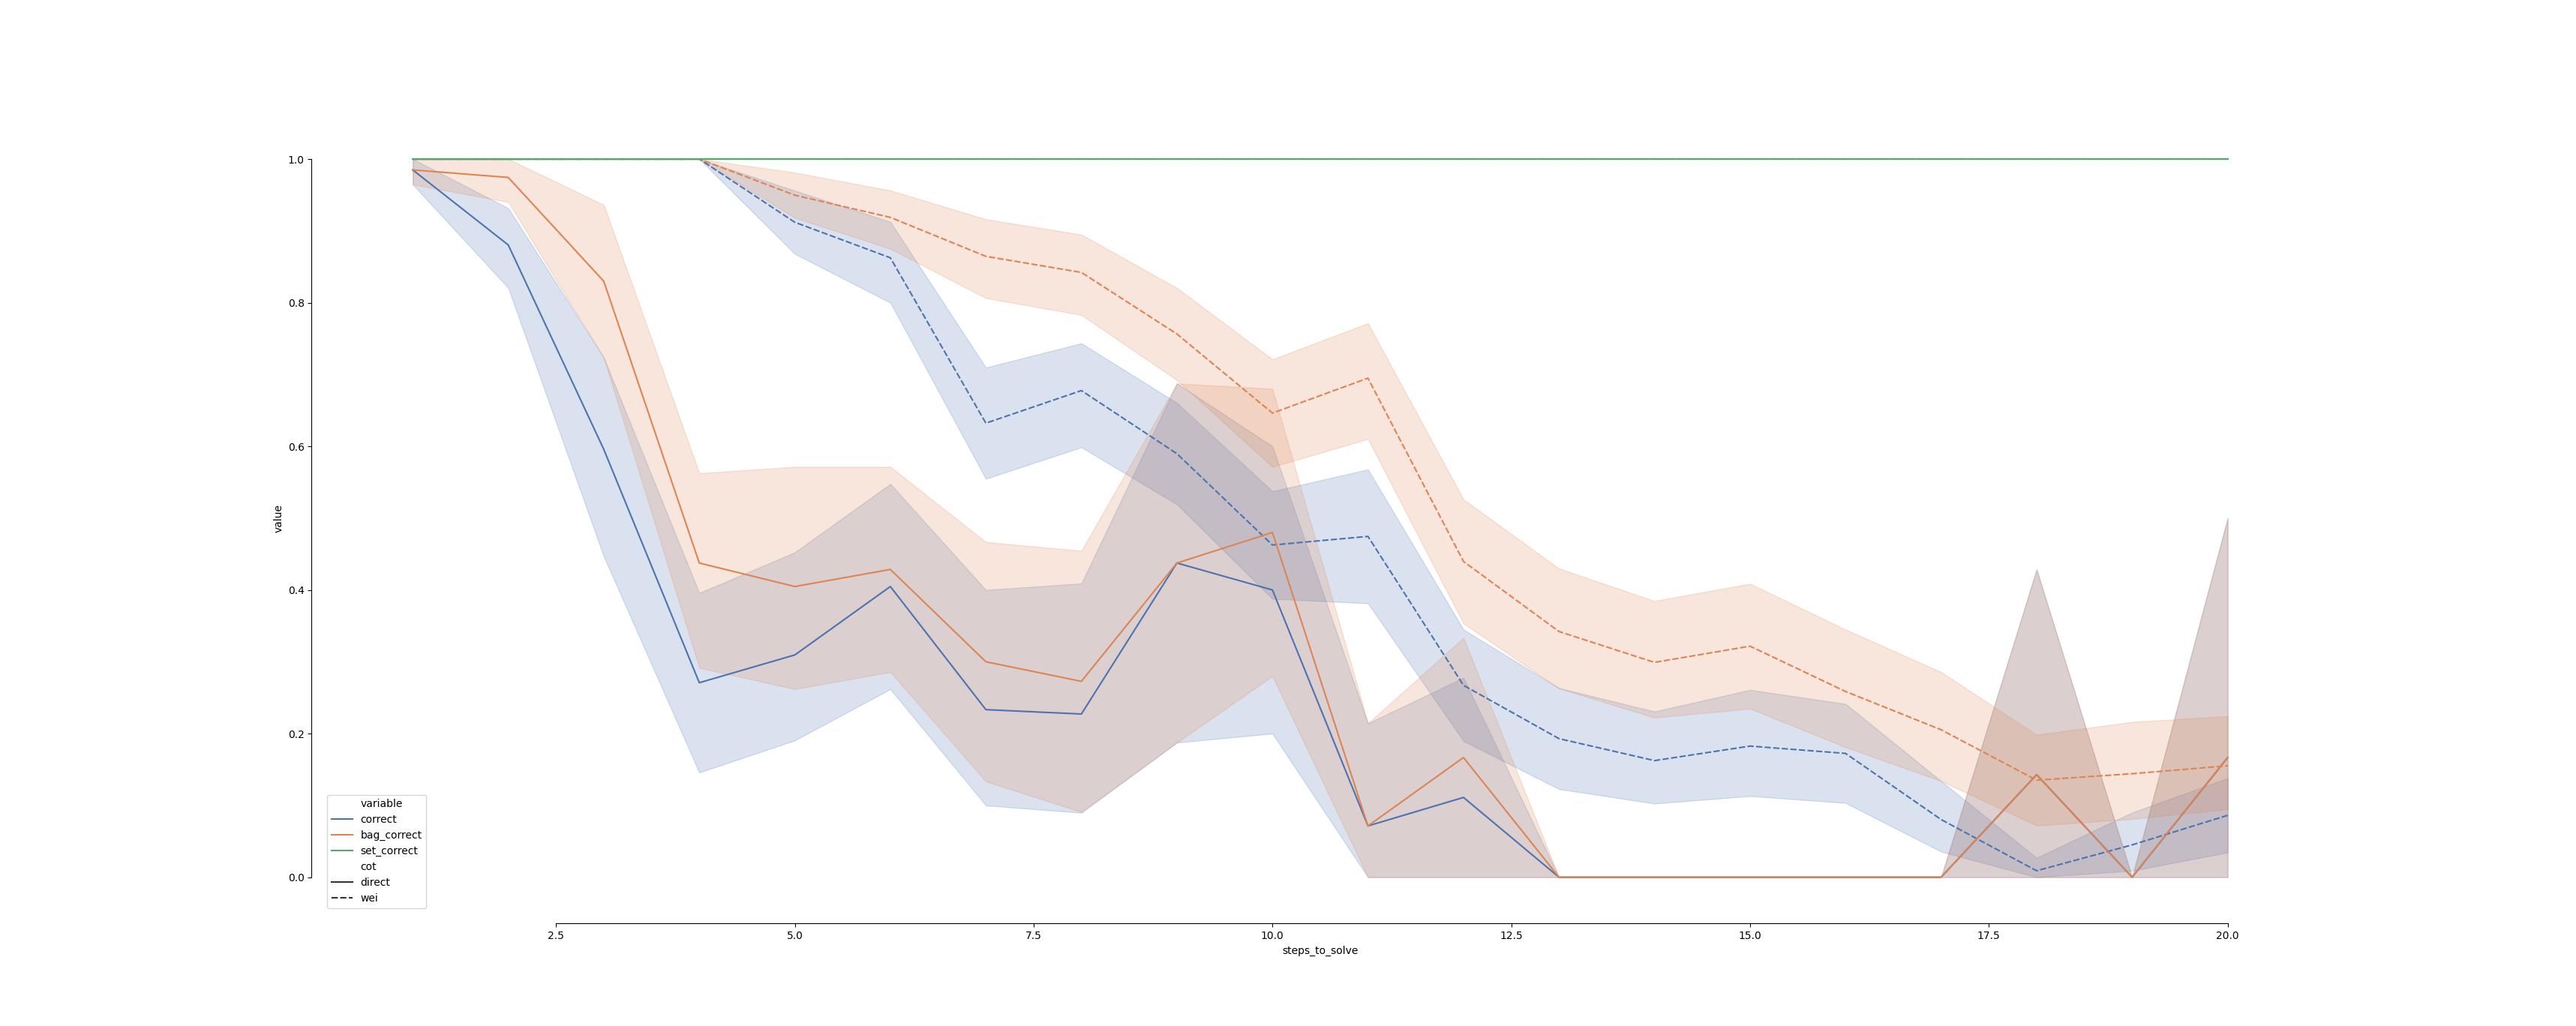 1.0
0.8
0.6
0.4
0.2
0.0
value
variable
correct
bag_correct
set_correct
cot
direct
wei
2.5 5.0 7.5 10.0 12.5 15.0 17.5 20.0
steps_to_solve